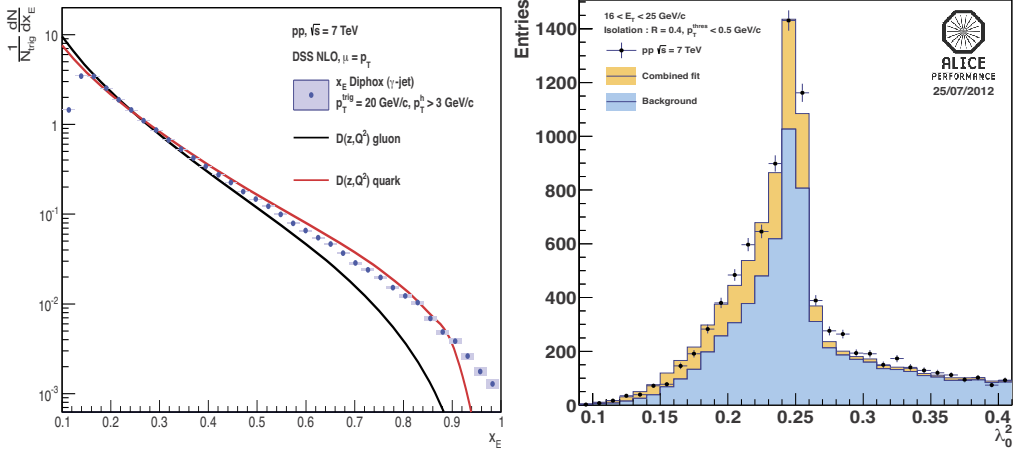 1/N_trig dN/dx_E
pp, √s = 7 TeV
DSS NLO, μ = p_T
x_E Diphox (γ-jet)
p_T^trig = 20 GeV/c, p_T^h > 3 GeV/c
D(z,Q²) gluon
D(z,Q²) quark
10
1
10⁻¹
10⁻²
10⁻³
0.1 0.2 0.3 0.4 0.5 0.6 0.7 0.8 0.9 1
x_E
Entries
16 < E_T < 25 GeV/c
Isolation : R = 0.4, p_T^thres < 0.5 GeV/c
pp √s = 7 TeV
Combined fit
Background
ALICE
PERFORMANCE
25/07/2012
1400
1200
1000
800
600
400
200
0
0.1 0.15 0.2 0.25 0.3 0.35 0.4
λ₀²